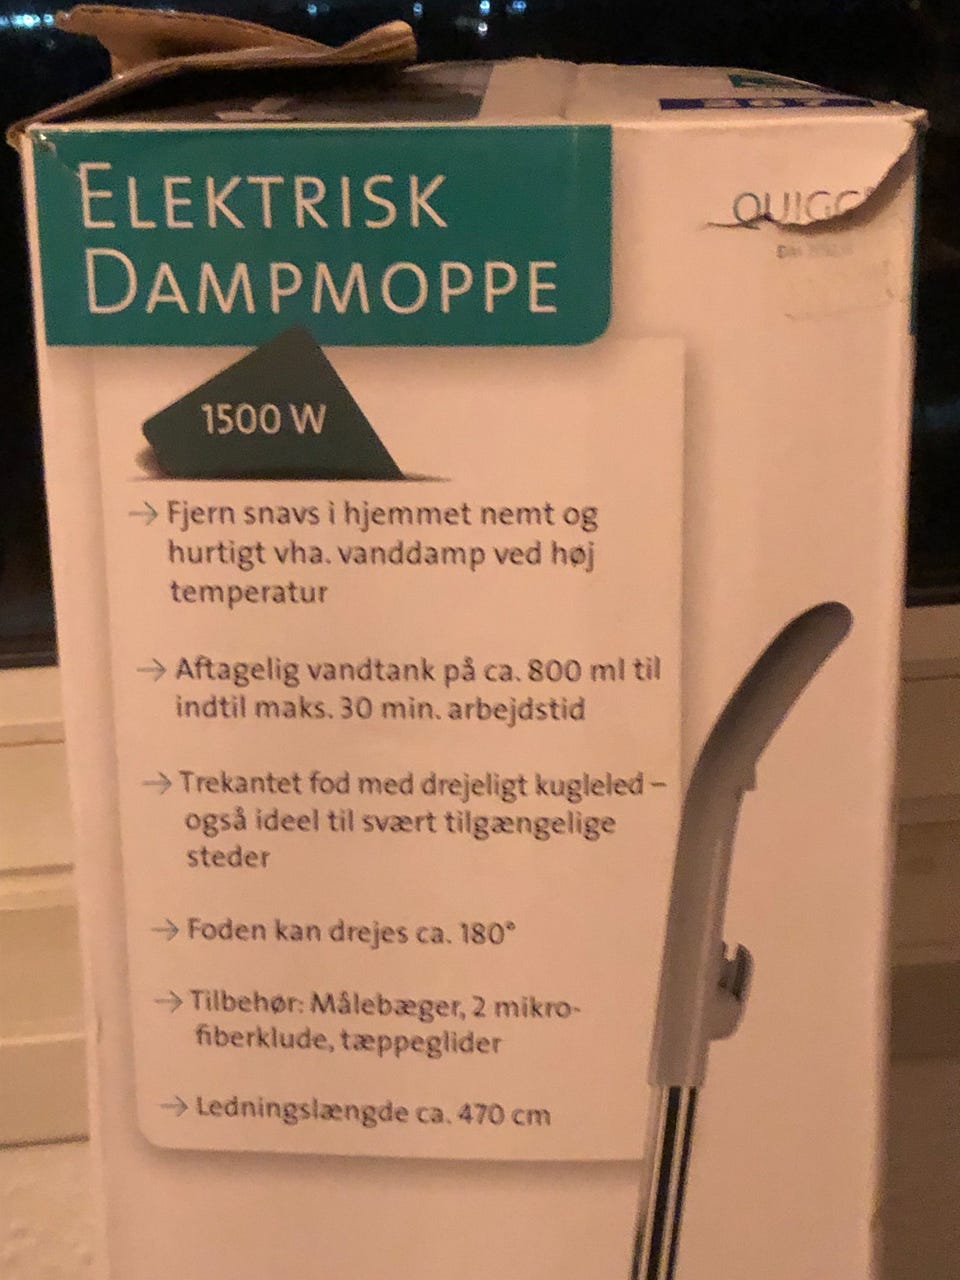 ELEKTRISK
DAMPMOPPE
QUIGG
1500 W
→ Fjern snavs i hjemmet nemt og
hurtigt vha. vanddamp ved høj
temperatur
→ Aftagelig vandtank på ca. 800 ml til
indtil maks. 30 min. arbejdstid
→ Trekantet fod med drejeligt kugleled –
også ideel til svært tilgængelige
steder
→ Foden kan drejes ca. 180°
→ Tilbehør: Målebæger, 2 mikro-
fiberklude, tæppeglider
→ Ledningslængde ca. 470 cm